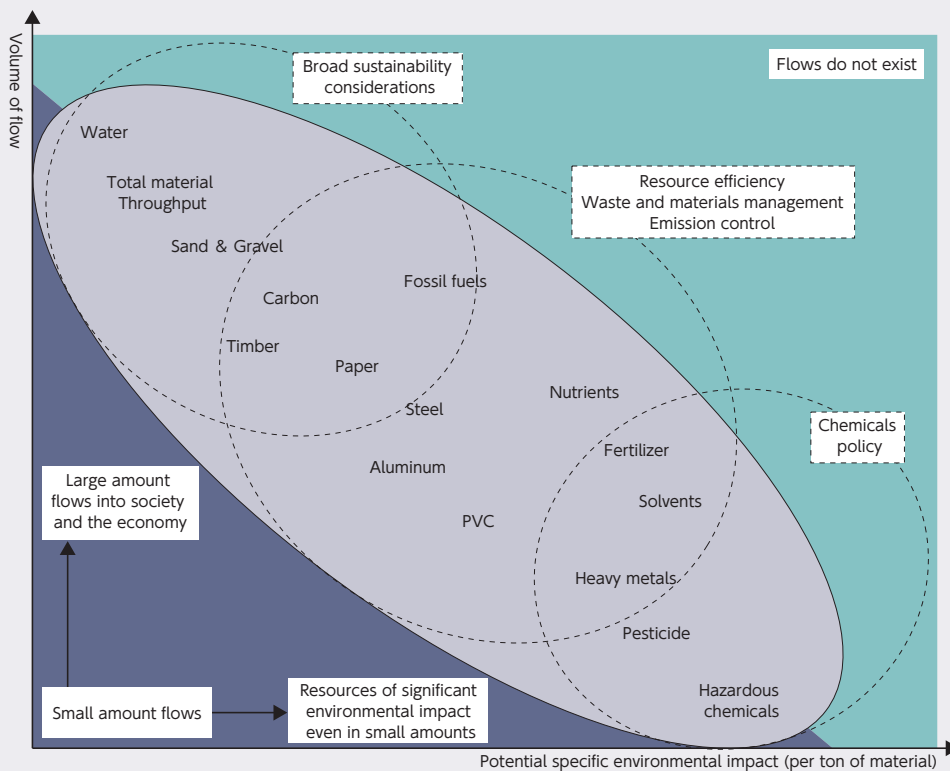 Volume of flow
Broad sustainability
considerations
Flows do not exist
Water
Resource efficiency
Waste and materials management
Emission control
Total material
Throughput
Sand & Gravel
Fossil fuels
Carbon
Timber
Paper
Nutrients
Steel
Chemicals
policy
Fertilizer
Aluminum
Large amount
flows into society
and the economy
Solvents
PVC
Heavy metals
Pesticide
Small amount flows
Resources of significant
environmental impact
even in small amounts
Hazardous
chemicals
Potential specific environmental impact (per ton of material)